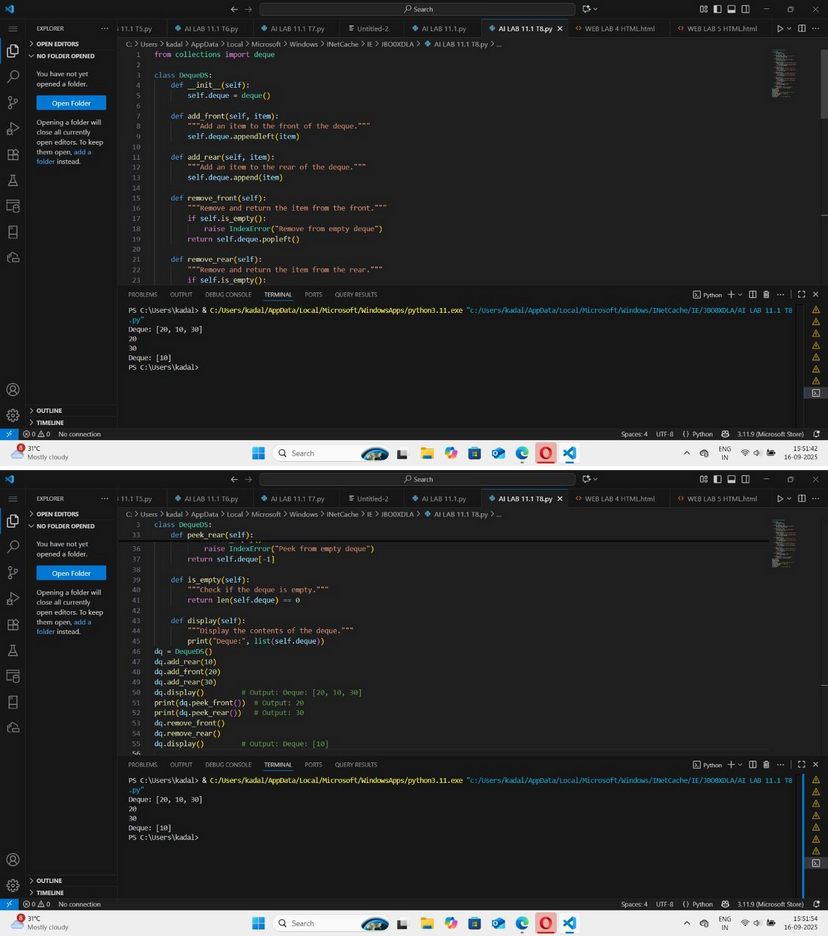 Search
EXPLORER ...
11.1 T5.py
AI LAB 11.1 T6.py
AI LAB 11.1 T7.py
Untitled-2
AI LAB 11.1.py
AI LAB 11.1 T8.py
WEB LAB 4 HTML.html
WEB LAB 5 HTML.html
OPEN EDITORS
NO FOLDER OPENED
You have not yet
opened a folder.
Open Folder
Opening a folder will
close all currently
open editors. To keep
them open, add a
folder instead.
OUTLINE
TIMELINE
C: > Users > kadal > AppData > Local > Microsoft > Windows > INetCache > IE > JBO0XDLA > AI LAB 11.1 T8.py > ...
1 from collections import deque
2
3 class DequeDS:
4     def __init__(self):
5         self.deque = deque()
6
7     def add_front(self, item):
8         """Add an item to the front of the deque."""
9         self.deque.appendleft(item)
10
11     def add_rear(self, item):
12         """Add an item to the rear of the deque."""
13         self.deque.append(item)
14
15     def remove_front(self):
16         """Remove and return the item from the front."""
17         if self.is_empty():
18             raise IndexError("Remove from empty deque")
19         return self.deque.popleft()
20
21     def remove_rear(self):
22         """Remove and return the item from the rear."""
23         if self.is_empty():
PROBLEMS OUTPUT DEBUG CONSOLE TERMINAL PORTS QUERY RESULTS
Python
PS C:\Users\kadal> & C:/Users/kadal/AppData/Local/Microsoft/WindowsApps/python3.11.exe "c:/Users/kadal/AppData/Local/Microsoft/Windows/INetCache/IE/JBO0XDLA/AI LAB 11.1 T8
.py"
Deque: [20, 10, 30]
20
30
Deque: [10]
PS C:\Users\kadal>
0 0 No connection
Spaces: 4 UTF-8 {} Python 3.11.9 (Microsoft Store)
31°C
Mostly cloudy
Search
ENG
IN
15:51:42
16-09-2025
Search
EXPLORER ...
11.1 T5.py
AI LAB 11.1 T6.py
AI LAB 11.1 T7.py
Untitled-2
AI LAB 11.1.py
AI LAB 11.1 T8.py
WEB LAB 4 HTML.html
WEB LAB 5 HTML.html
OPEN EDITORS
NO FOLDER OPENED
You have not yet
opened a folder.
Open Folder
Opening a folder will
close all currently
open editors. To keep
them open, add a
folder instead.
OUTLINE
TIMELINE
C: > Users > kadal > AppData > Local > Microsoft > Windows > INetCache > IE > JBO0XDLA > AI LAB 11.1 T8.py > ...
3 class DequeDS:
33     def peek_rear(self):
36             raise IndexError("Peek from empty deque")
37         return self.deque[-1]
38
39     def is_empty(self):
40         """Check if the deque is empty."""
41         return len(self.deque) == 0
42
43     def display(self):
44         """Display the contents of the deque."""
45         print("Deque:", list(self.deque))
46 dq = DequeDS()
47 dq.add_rear(10)
48 dq.add_front(20)
49 dq.add_rear(30)
50 dq.display()         # Output: Deque: [20, 10, 30]
51 print(dq.peek_front())  # Output: 20
52 print(dq.peek_rear())   # Output: 30
53 dq.remove_front()
54 dq.remove_rear()
55 dq.display()         # Output: Deque: [10]
56
PROBLEMS OUTPUT DEBUG CONSOLE TERMINAL PORTS QUERY RESULTS
Python
PS C:\Users\kadal> & C:/Users/kadal/AppData/Local/Microsoft/WindowsApps/python3.11.exe "c:/Users/kadal/AppData/Local/Microsoft/Windows/INetCache/IE/JBO0XDLA/AI LAB 11.1 T8
.py"
Deque: [20, 10, 30]
20
30
Deque: [10]
PS C:\Users\kadal>
0 0 No connection
Spaces: 4 UTF-8 {} Python 3.11.9 (Microsoft Store)
31°C
Mostly cloudy
Search
ENG
IN
15:51:54
16-09-2025